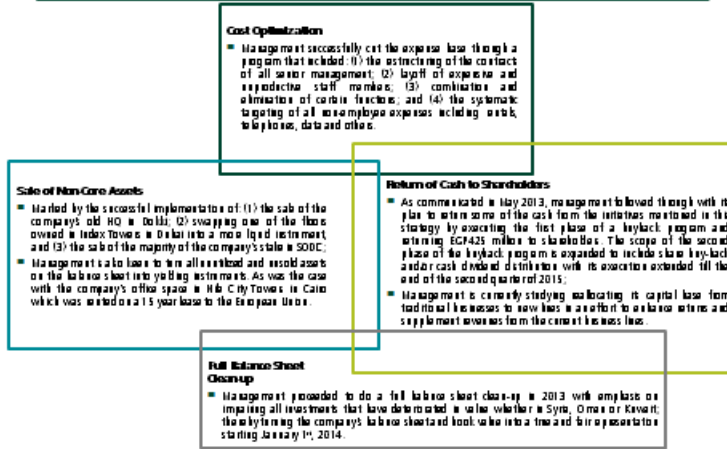 Cost Optimization
Management successfully cut the expense base through a
program that included: (1) the restructuring of the contracts
of all senior management; (2) layoff of expensive and
unproductive staff members; (3) combination and
elimination of certain functions; and (4) the systematic
targeting of all non-employee expenses including rentals,
telephones, data and others.
Sale of Non-Core Assets
Marked by the successful implementation of: (1) the sale of the
company's old HQ in Dokki; (2) swapping one of the floors
owned in Index Towers in Dubai into a more liquid instrument,
and (3) the sale of the majority of the company's stake in SODIC;
Management is also keen to turn all unutilized and unsold assets
on the balance sheet into yielding instruments. As was the case
with the company's office space in Nile City Towers in Cairo
which was rented on a 15 year lease to the European Union.
Return of Cash to Shareholders
As communicated in May 2013, management followed through with its
plan to return some of the cash from the initiatives mentioned in this
strategy by executing the first phase of a buyback program and
returning EGP425 million to shareholders. The scope of the second
phase of the buyback program is expanded to include share buy-back
and/or cash dividend distribution with its execution extended till the
end of the second quarter of 2015;
Management is currently studying reallocating its capital base from
traditional businesses to new lines in an effort to enhance returns and
supplement revenues from the current business lines.
Full Balance Sheet
Clean-up
Management proceeded to do a full balance sheet clean-up in 2013 with emphasis on
impairing all investments that have deteriorated in value whether in Syria, Oman or Kuwait;
thereby turning the company's balance sheet and book value into a true and fair representation
starting January 1st, 2014.